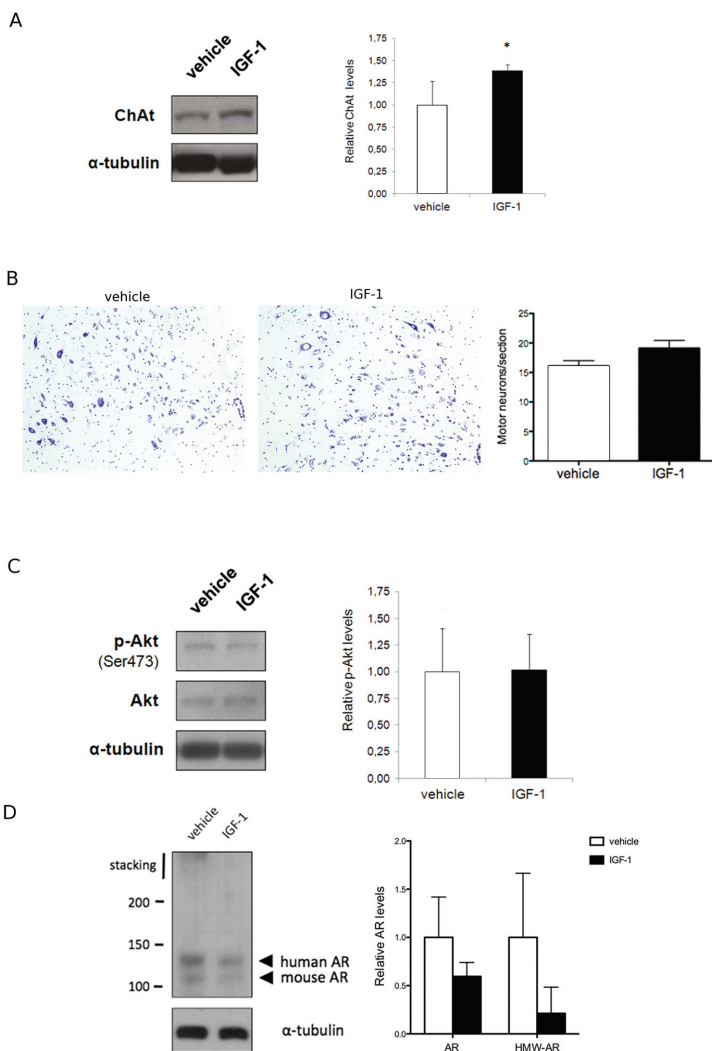 A
vehicle
IGF-1
ChAt
α-tubulin
Relative ChAt levels
1,75
1,50
1,25
1,00
0,75
0,50
0,25
0,00
*
vehicle
IGF-1
B
vehicle
IGF-1
Motor neurons/section
25
20
15
10
5
0
vehicle
IGF-1
C
vehicle
IGF-1
p-Akt
(Ser473)
Akt
α-tubulin
Relative p-Akt levels
1,75
1,50
1,25
1,00
0,75
0,50
0,25
0,00
vehicle
IGF-1
D
vehicle
IGF-1
stacking
200
150
100
human AR
mouse AR
α-tubulin
Relative AR levels
2.0
1.5
1.0
0.5
0.0
AR
HMW-AR
vehicle
IGF-1